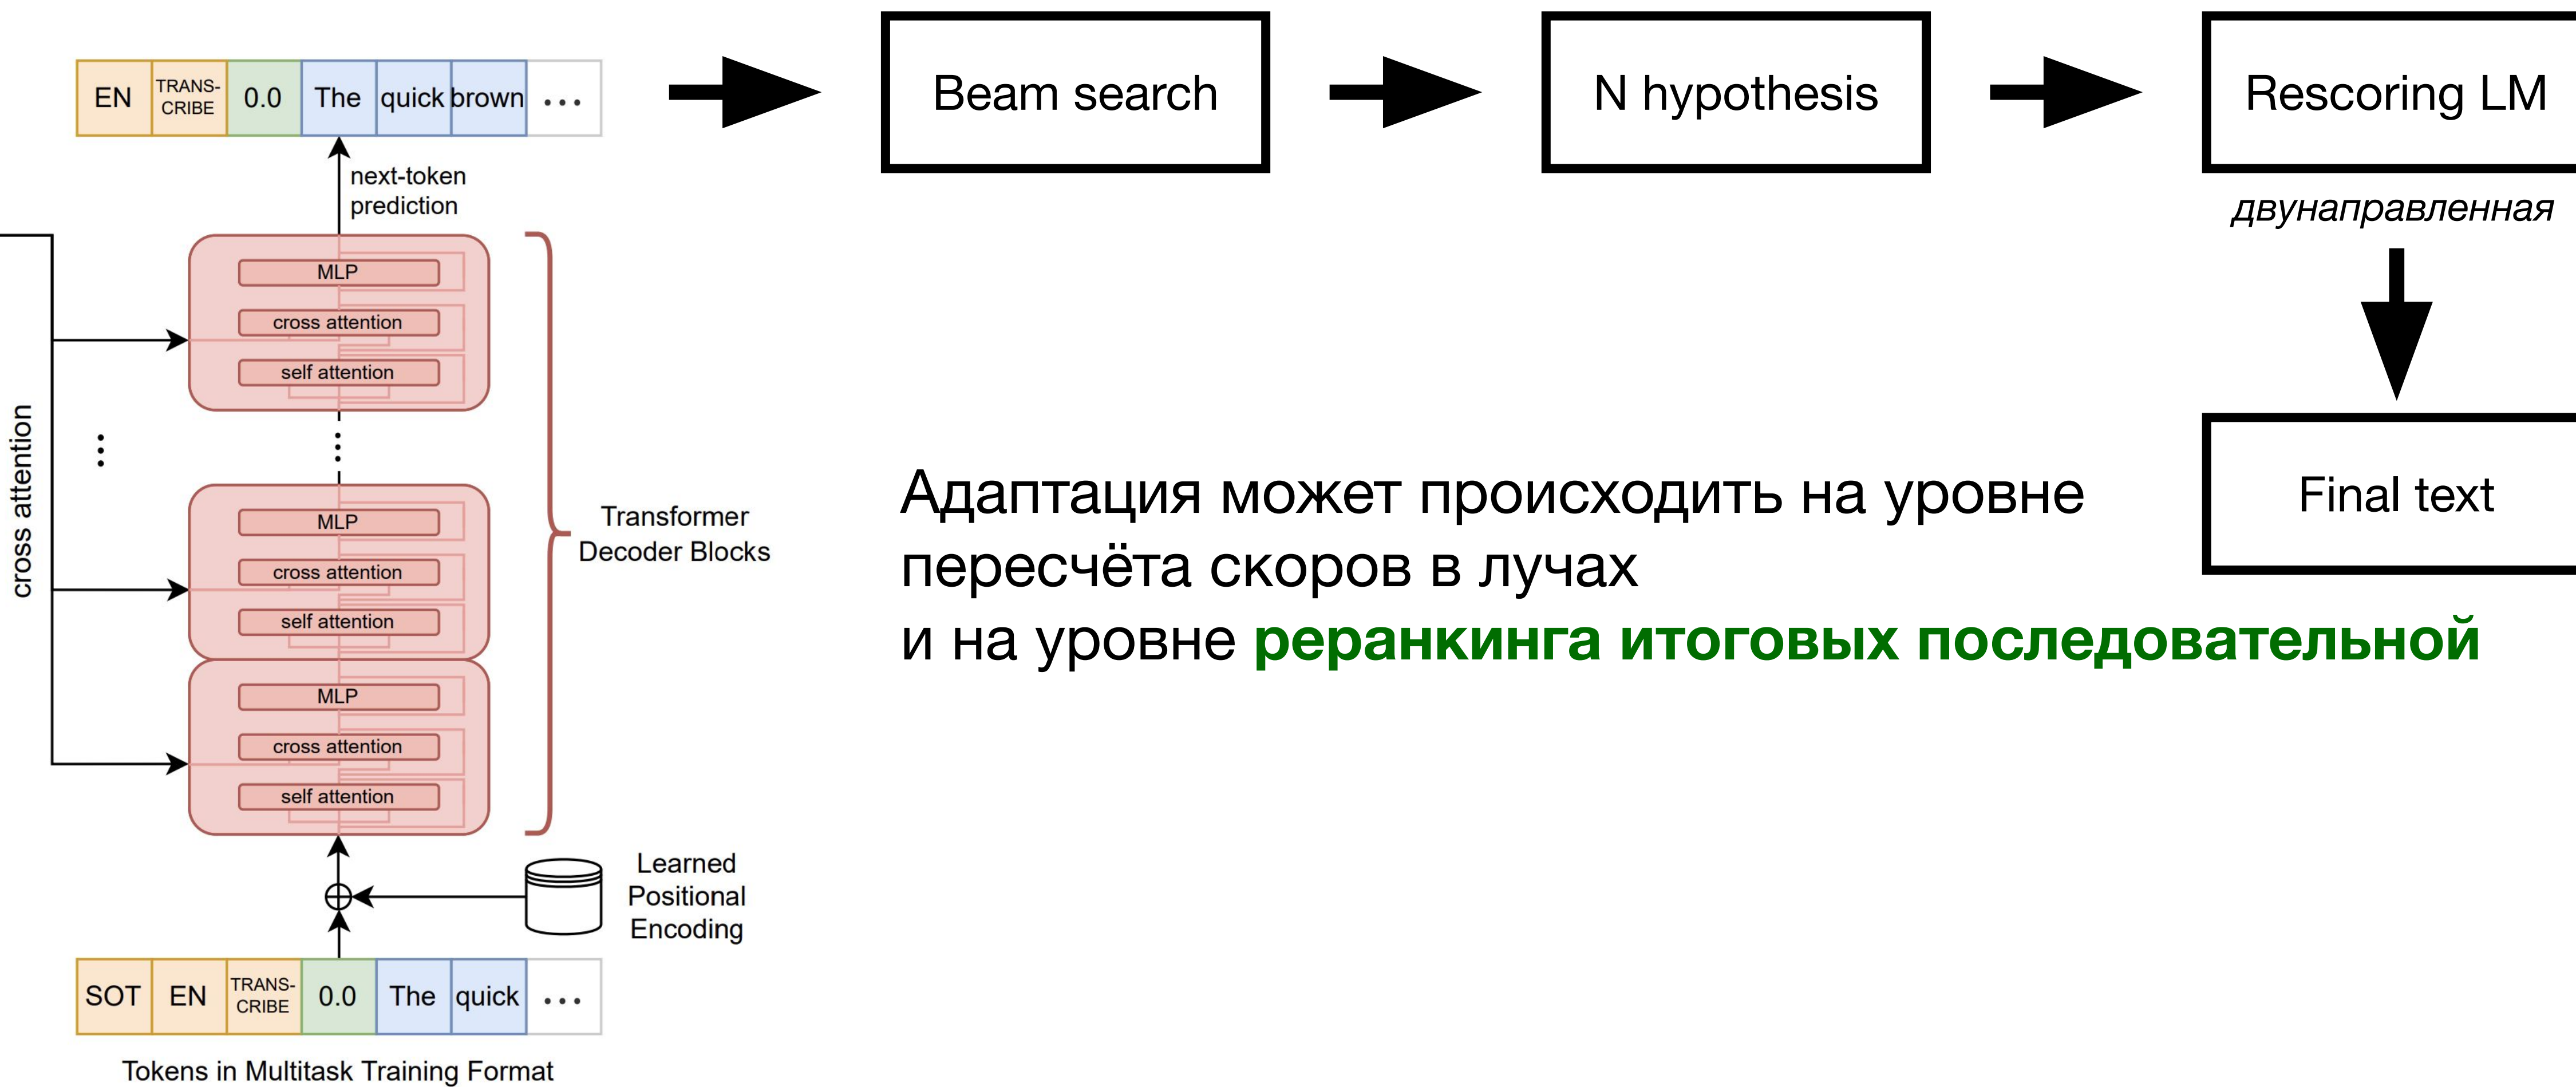 EN TRANS-CRIBE 0.0 The quick brown ...
next-token
prediction
MLP
cross attention
self attention
cross attention
MLP
cross attention
self attention
MLP
cross attention
self attention
Transformer
Decoder Blocks
Learned
Positional
Encoding
SOT EN TRANS-CRIBE 0.0 The quick ...
Tokens in Multitask Training Format
Beam search
N hypothesis
Rescoring LM
двунаправленная
Final text
Адаптация может происходить на уровне
пересчёта скоров в лучах
и на уровне реранкинга итоговых последовательной